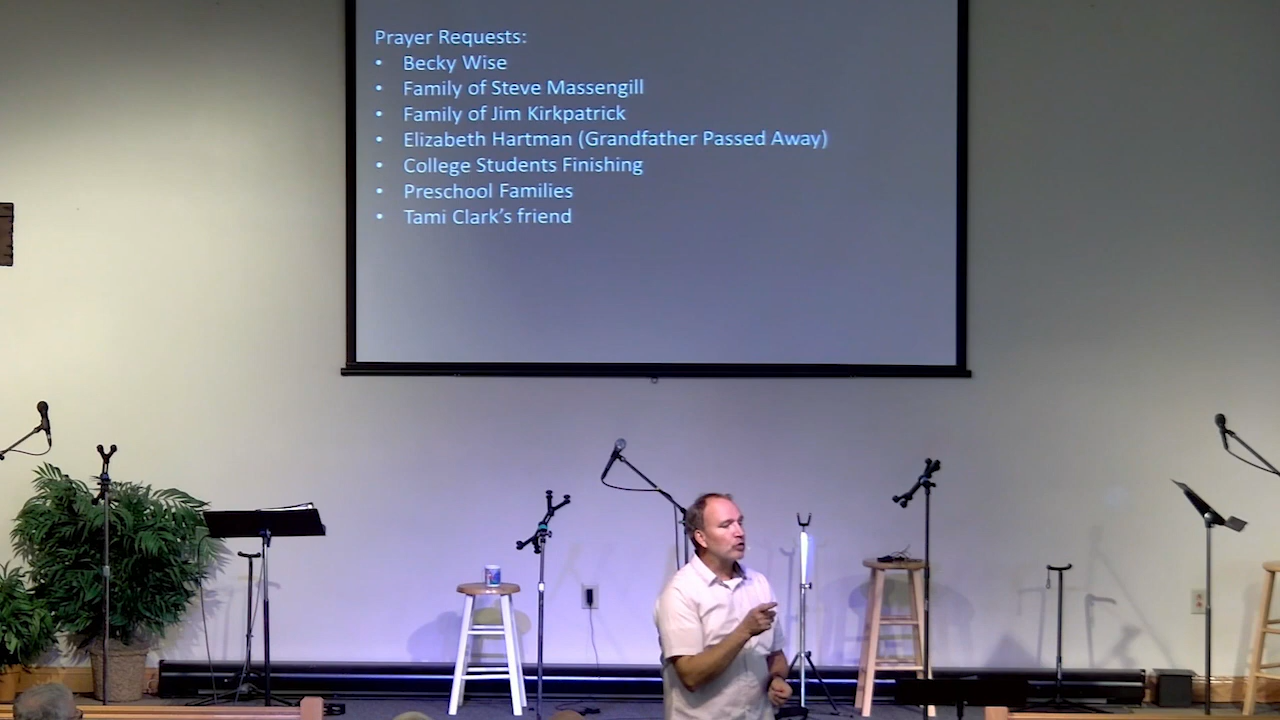 Prayer Requests:
• Becky Wise
• Family of Steve Massengill
• Family of Jim Kirkpatrick
• Elizabeth Hartman (Grandfather Passed Away)
• College Students Finishing
• Preschool Families
• Tami Clark’s friend